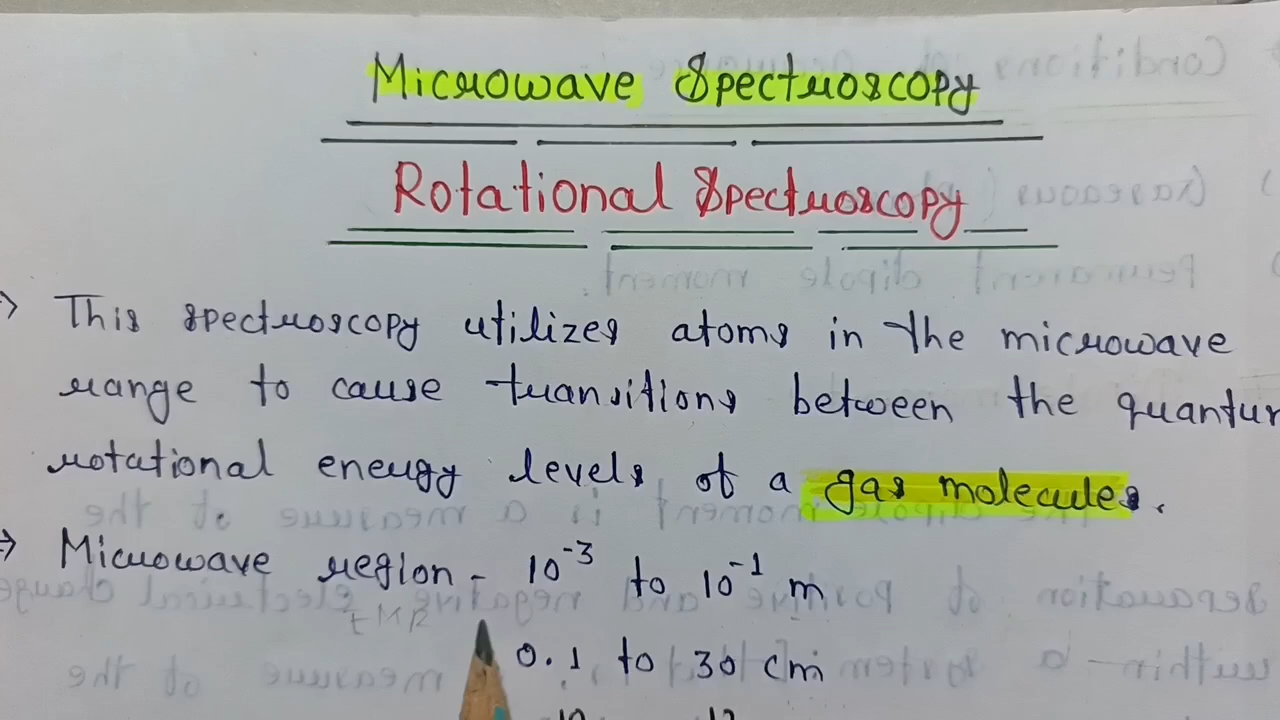 Microwave Spectroscopy
Rotational Spectroscopy
→ This spectroscopy utilizes atoms in the microwave
range to cause transitions between the quantu
rotational energy levels of a gas molecules.
→ Microwave region - 10⁻³ to 10⁻¹ m
0.1 to 30 cm